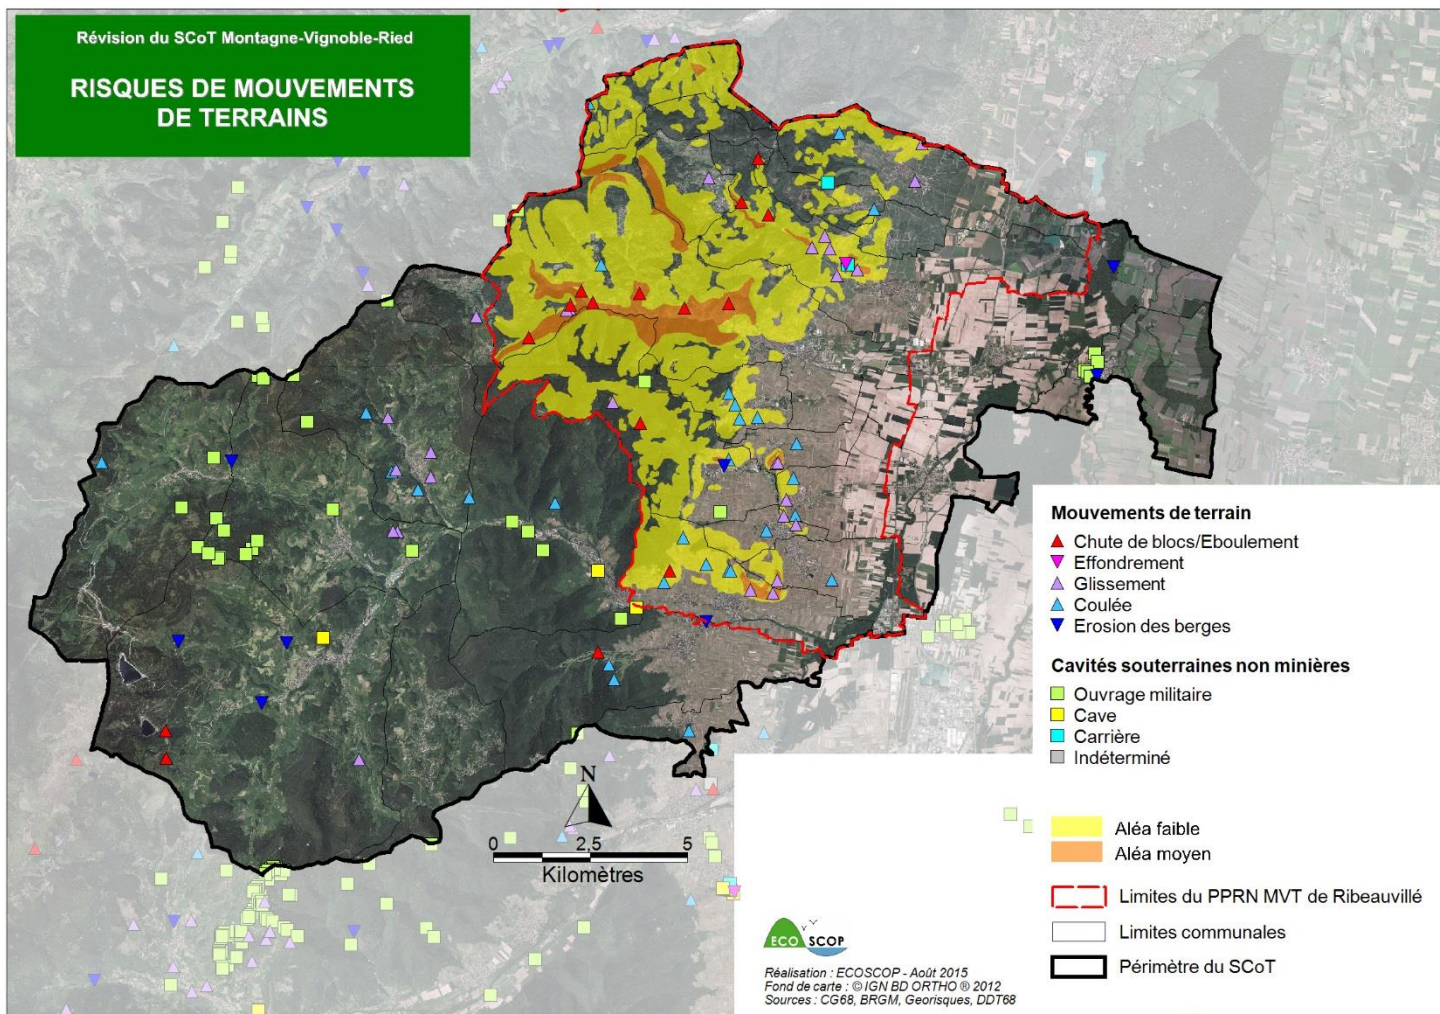 Révision du SCoT Montagne-Vignoble-Ried
RISQUES DE MOUVEMENTS
DE TERRAINS
Mouvements de terrain
Chute de blocs/Eboulement
Effondrement
Glissement
Coulée
Erosion des berges
Cavités souterraines non minières
Ouvrage militaire
Cave
Carrière
Indéterminé
Aléa faible
Aléa moyen
Limites du PPRN MVT de Ribeauvillé
Limites communales
Périmètre du SCoT
N
0 2,5 5
Kilomètres
ECO SCOP
Réalisation : ECOSCOP - Août 2015
Fond de carte : © IGN BD ORTHO ® 2012
Sources : CG68, BRGM, Georisques, DDT68